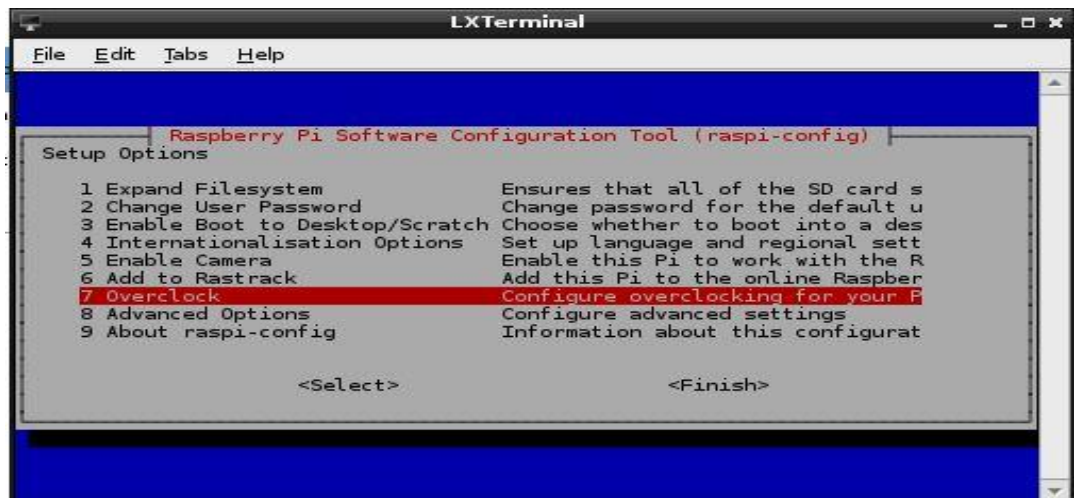 LXTerminal
File Edit Tabs Help
Raspberry Pi Software Configuration Tool (raspi-config)
Setup Options
1 Expand Filesystem Ensures that all of the SD card s
2 Change User Password Change password for the default u
3 Enable Boot to Desktop/Scratch Choose whether to boot into a des
4 Internationalisation Options Set up language and regional sett
5 Enable Camera Enable this Pi to work with the R
6 Add to Rastrack Add this Pi to the online Raspber
7 Overclock Configure overclocking for your P
8 Advanced Options Configure advanced settings
9 About raspi-config Information about this configurat
<Select> <Finish>